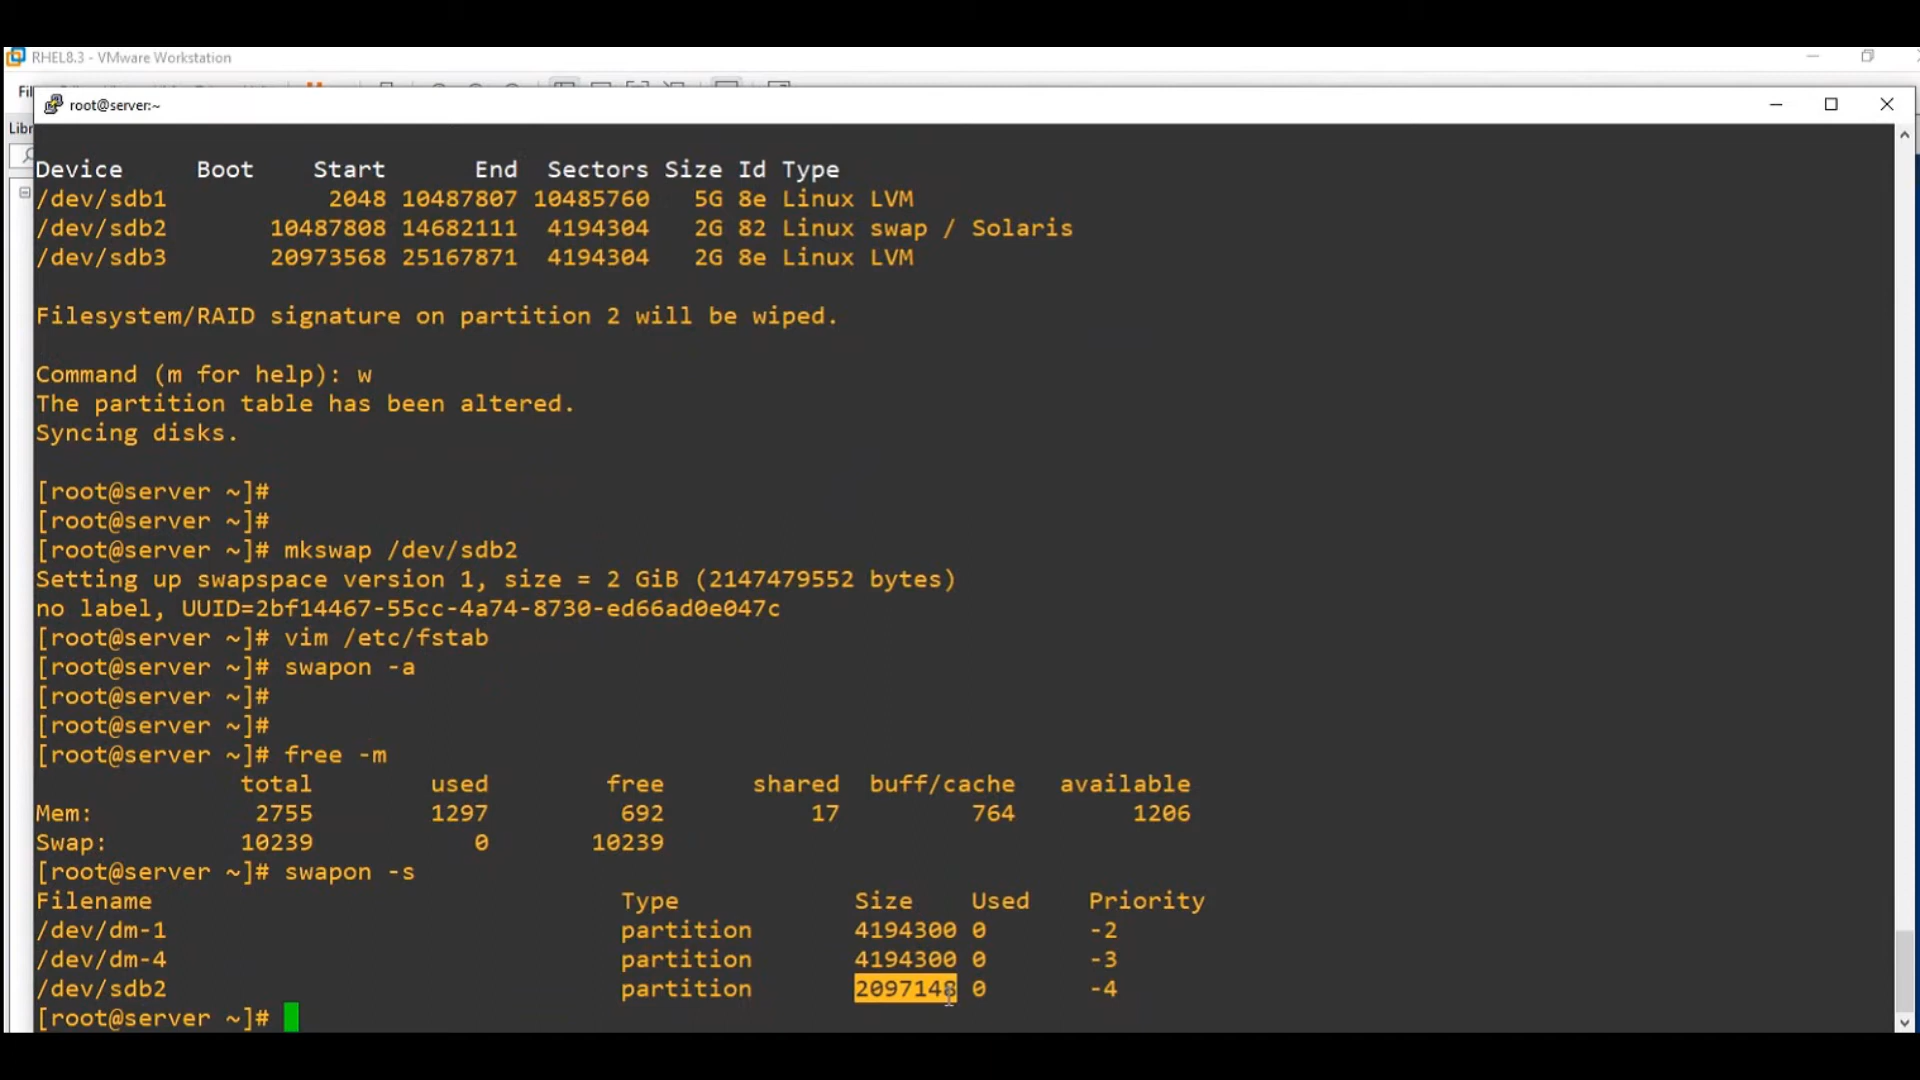 RHEL8.3 - VMware Workstation
Fil
root@server:~
Libr
Device     Boot    Start      End  Sectors Size Id Type
/dev/sdb1           2048 10487807 10485760   5G 8e Linux LVM
/dev/sdb2       10487808 14682111  4194304   2G 82 Linux swap / Solaris
/dev/sdb3       20973568 25167871  4194304   2G 8e Linux LVM
Filesystem/RAID signature on partition 2 will be wiped.
Command (m for help): w
The partition table has been altered.
Syncing disks.
[root@server ~]#
[root@server ~]#
[root@server ~]# mkswap /dev/sdb2
Setting up swapspace version 1, size = 2 GiB (2147479552 bytes)
no label, UUID=2bf14467-55cc-4a74-8730-ed66ad0e047c
[root@server ~]# vim /etc/fstab
[root@server ~]# swapon -a
[root@server ~]#
[root@server ~]#
[root@server ~]# free -m
              total        used        free      shared  buff/cache   available
Mem:           2755        1297         692          17         764        1206
Swap:         10239           0       10239
[root@server ~]# swapon -s
Filename                                Type            Size    Used    Priority
/dev/dm-1                               partition       4194300 0       -2
/dev/dm-4                               partition       4194300 0       -3
/dev/sdb2                               partition       2097148 0       -4
[root@server ~]#